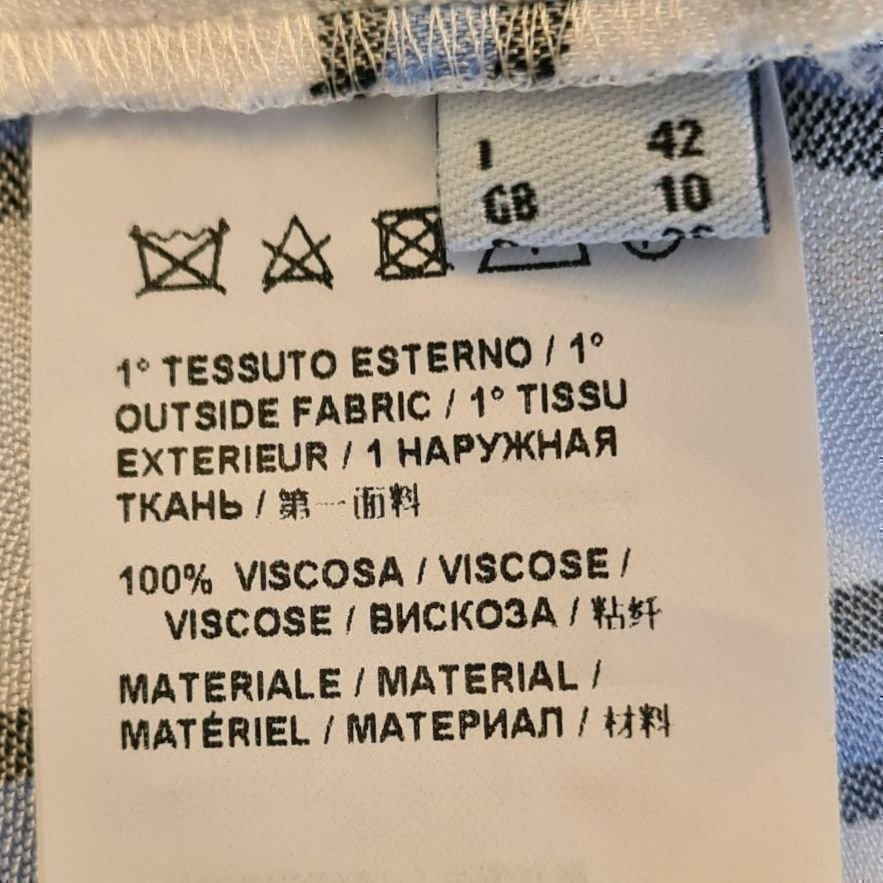 I 42
GB 10
1° TESSUTO ESTERNO / 1°
OUTSIDE FABRIC / 1° TISSU
EXTERIEUR / 1 НАРУЖНАЯ
ТКАНЬ / 第一面料
100% VISCOSA / VISCOSE /
VISCOSE / ВИСКОЗА / 粘纤
MATERIALE / MATERIAL /
MATÉRIEL / МАТЕРИАЛ / 材料